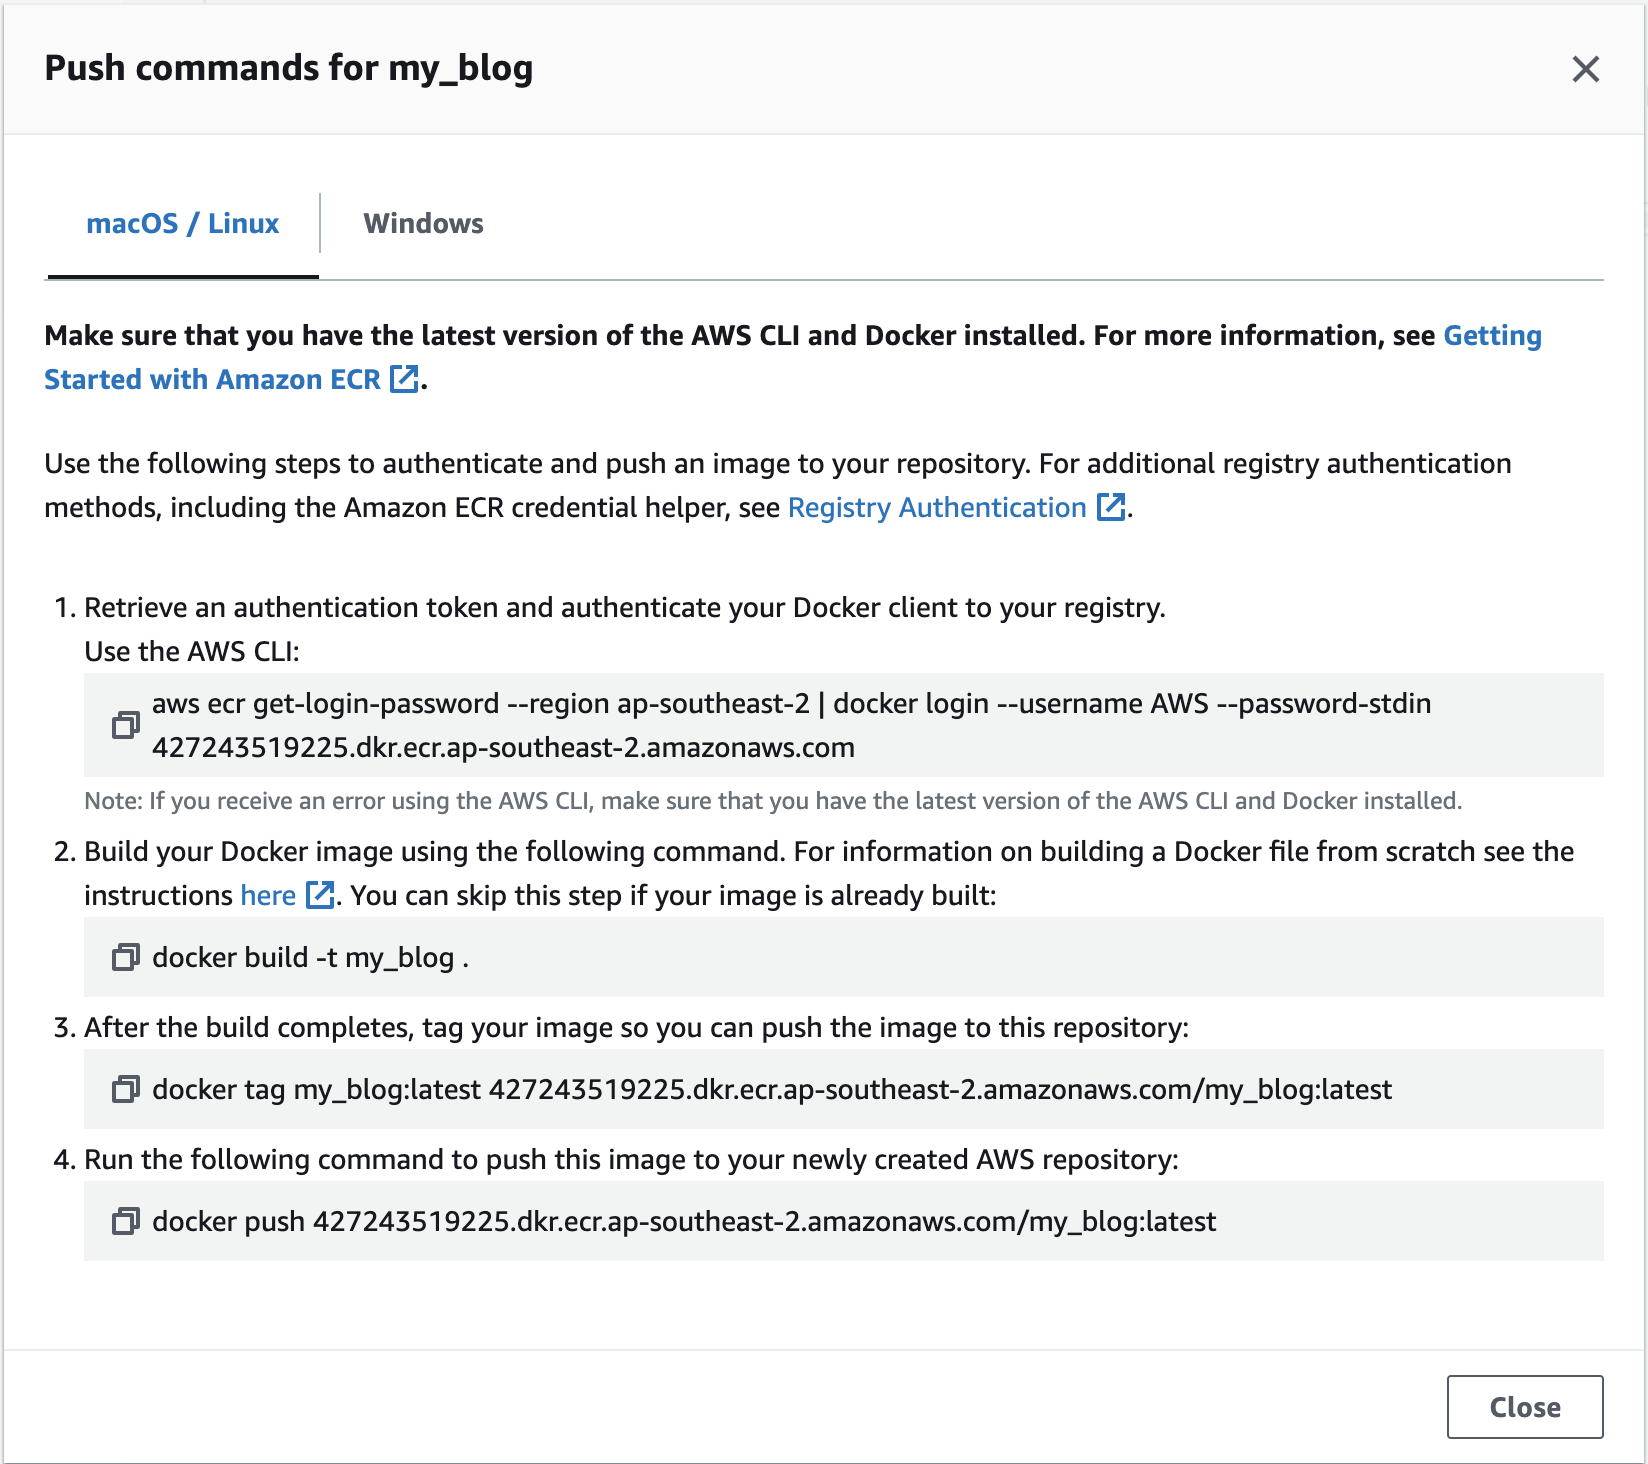 Push commands for my_blog
macOS / Linux
Windows
Make sure that you have the latest version of the AWS CLI and Docker installed. For more information, see Getting
Started with Amazon ECR.
Use the following steps to authenticate and push an image to your repository. For additional registry authentication
methods, including the Amazon ECR credential helper, see Registry Authentication.
1. Retrieve an authentication token and authenticate your Docker client to your registry.
Use the AWS CLI:
aws ecr get-login-password --region ap-southeast-2 | docker login --username AWS --password-stdin
427243519225.dkr.ecr.ap-southeast-2.amazonaws.com
Note: If you receive an error using the AWS CLI, make sure that you have the latest version of the AWS CLI and Docker installed.
2. Build your Docker image using the following command. For information on building a Docker file from scratch see the
instructions here. You can skip this step if your image is already built:
docker build -t my_blog .
3. After the build completes, tag your image so you can push the image to this repository:
docker tag my_blog:latest 427243519225.dkr.ecr.ap-southeast-2.amazonaws.com/my_blog:latest
4. Run the following command to push this image to your newly created AWS repository:
docker push 427243519225.dkr.ecr.ap-southeast-2.amazonaws.com/my_blog:latest
Close